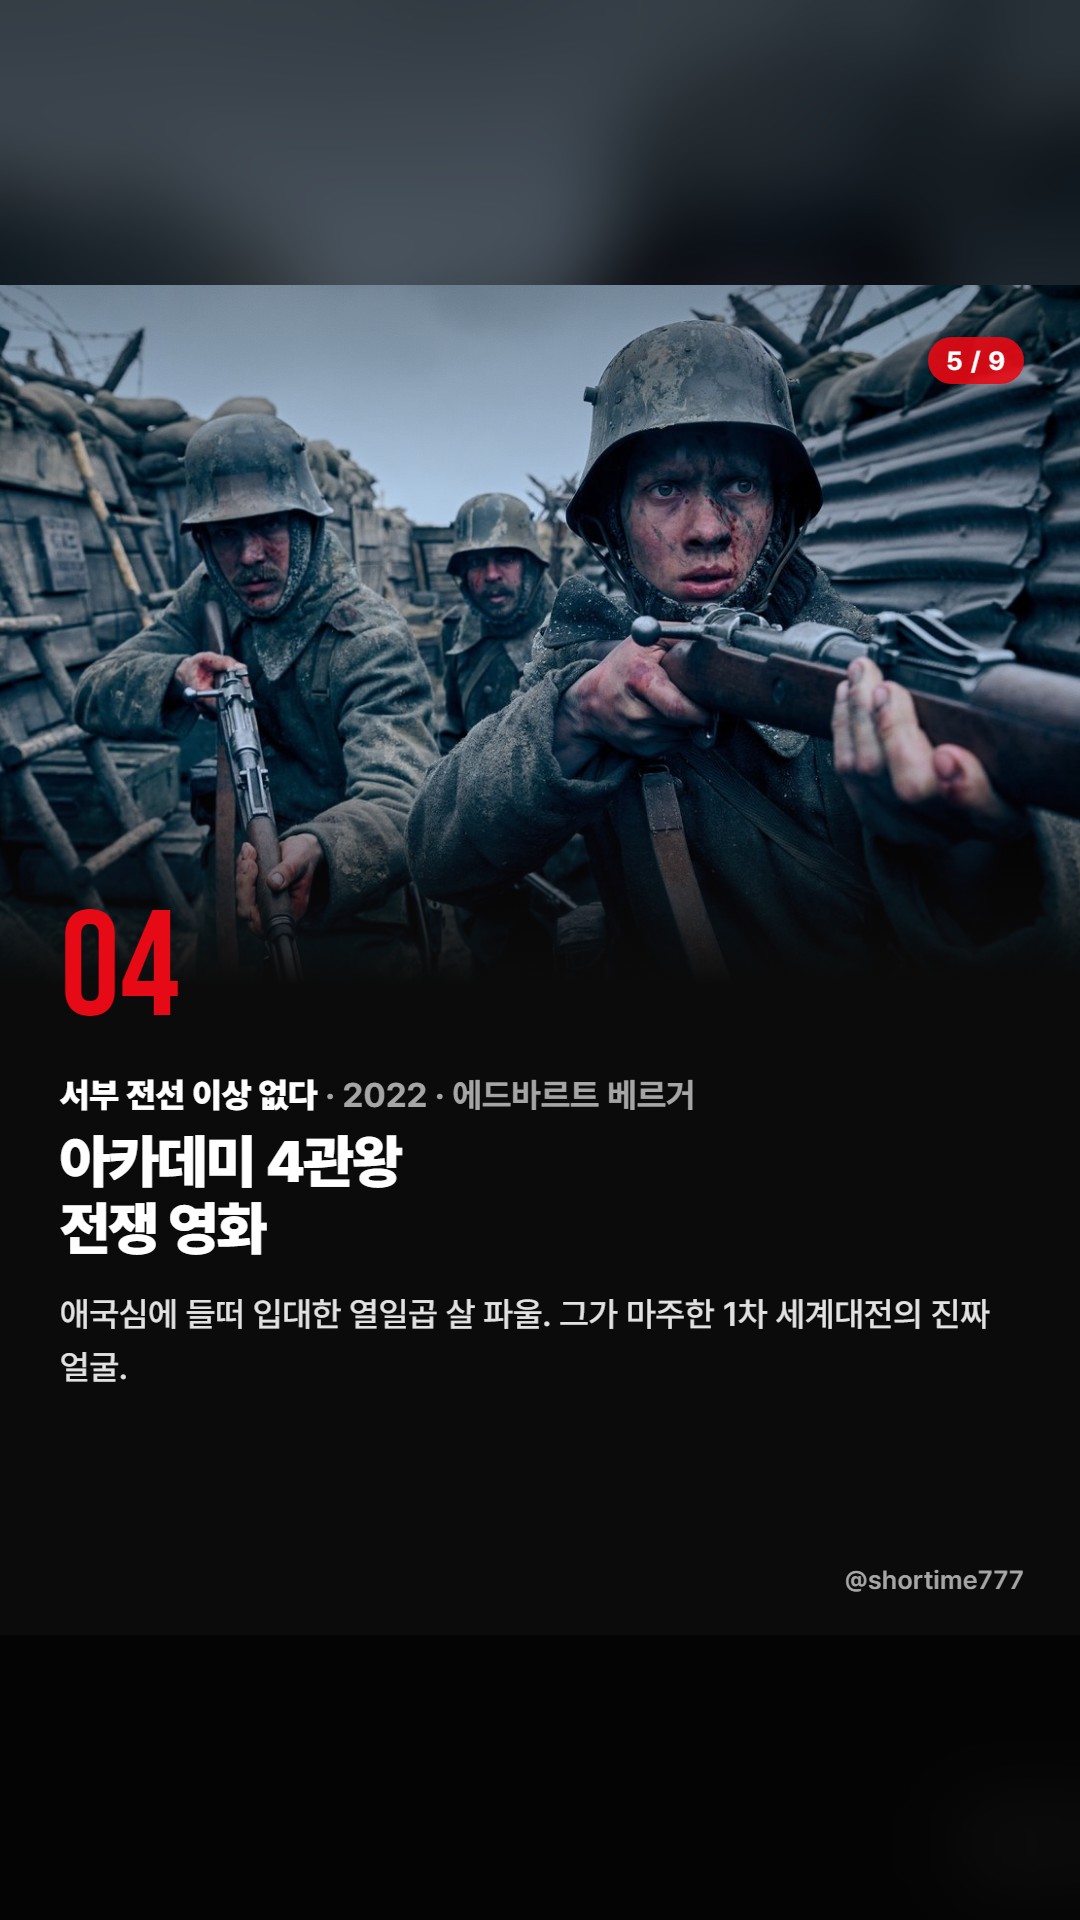 5 / 9
04
서부 전선 이상 없다 · 2022 · 에드바르트 베르거
아카데미 4관왕
전쟁 영화
애국심에 들떠 입대한 열일곱 살 파울. 그가 마주한 1차 세계대전의 진짜
얼굴.
@shortime777